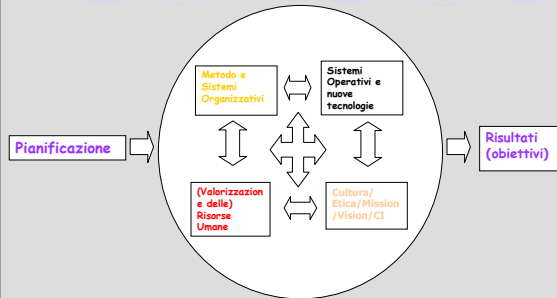 Metodo e
Sistemi
Organizzativi
Sistemi
Operativi e
nuove
tecnologie
Pianificazione
Risultati
(obiettivi)
(Valorizzazion
e delle)
Risorse
Umane
Cultura/
Etica/Mission
/Vision/CI